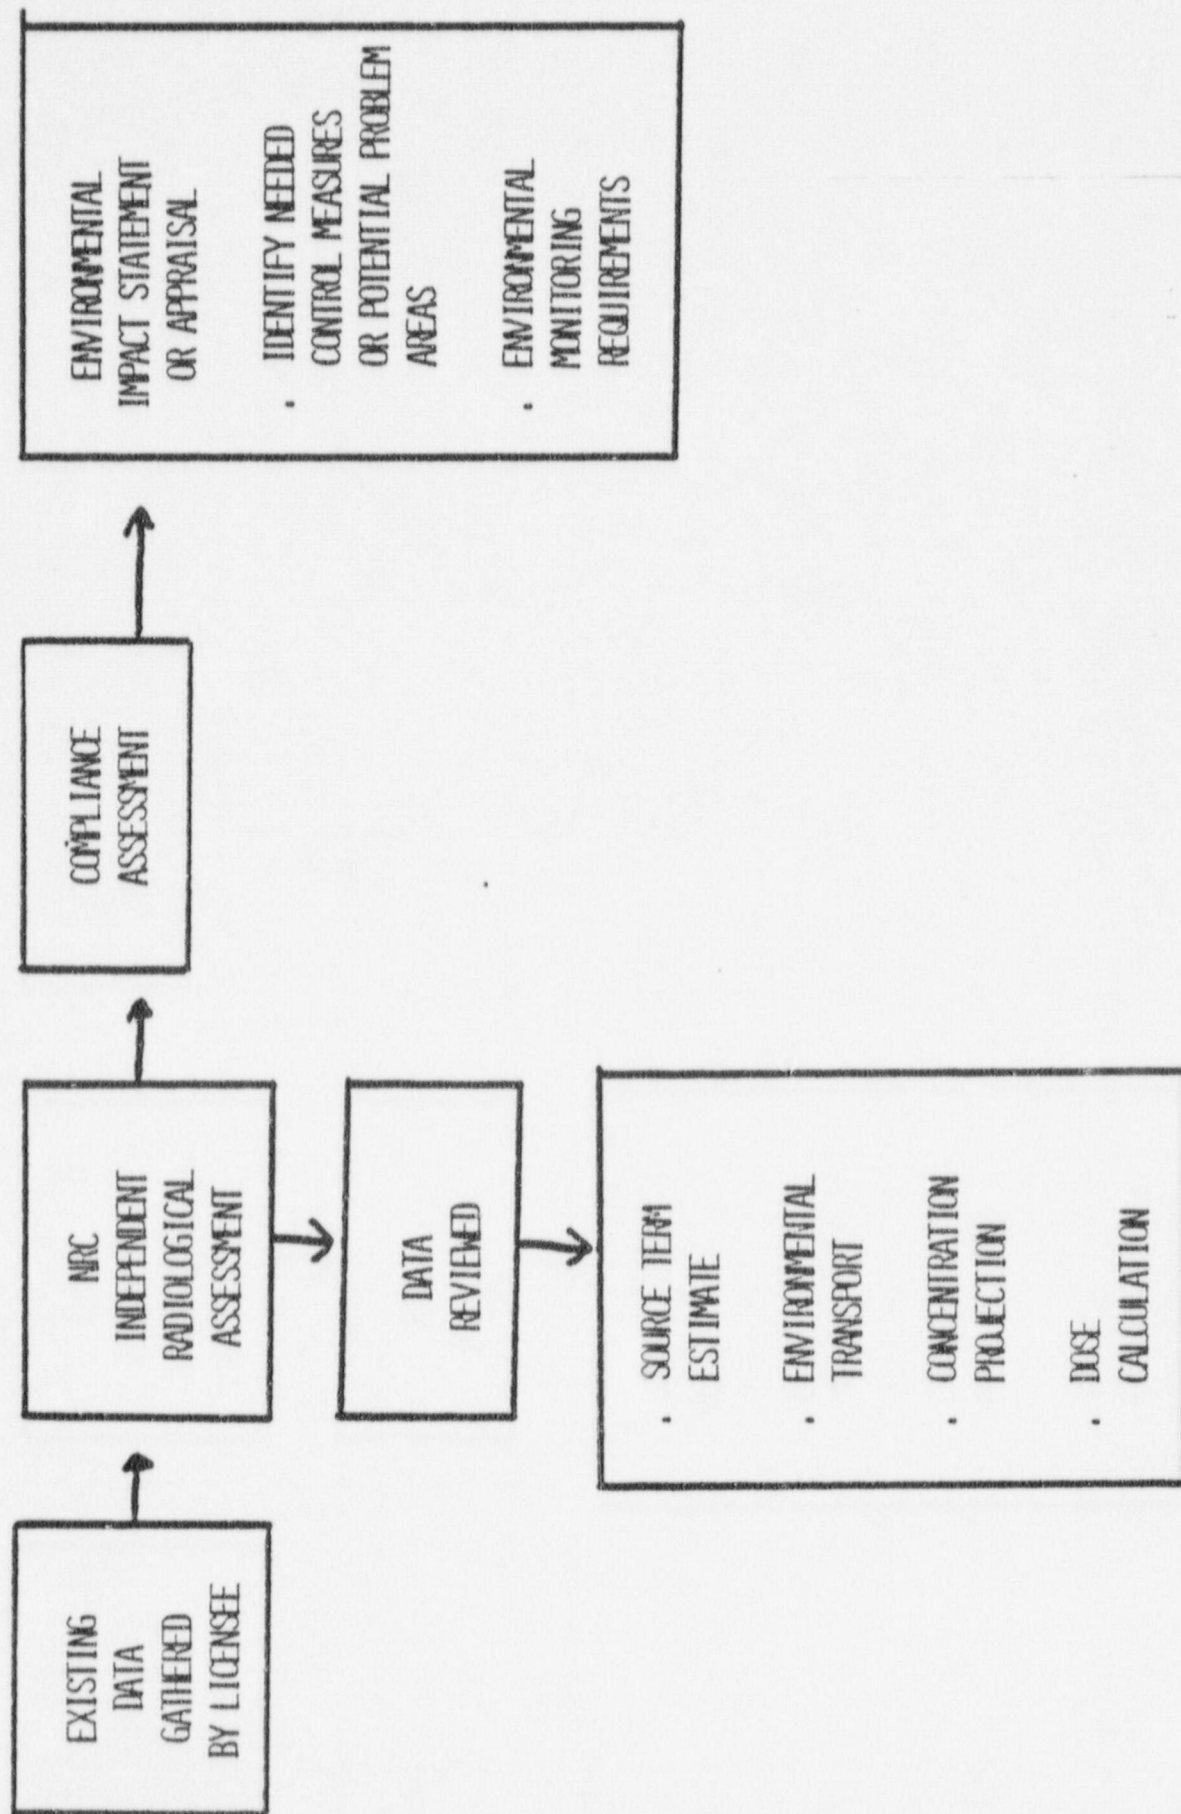 EXISTING
DATA
GATHERED
BY LICENSEE
NRC
INDEPENDENT
RADIOLOGICAL
ASSESSMENT
COMPLIANCE
ASSESSMENT
ENVIRONMENTAL
IMPACT STATEMENT
OR APPRAISAL
. IDENTIFY NEEDED
CONTROL MEASURES
OR POTENTIAL PROBLEM
AREAS
. ENVIRONMENTAL
MONITORING
REQUIREMENTS
DATA
REVIEWED
. SOURCE TERM
ESTIMATE
. ENVIRONMENTAL
TRANSPORT
. CONCENTRATION
PROJECTION
. DOSE
CALCULATION